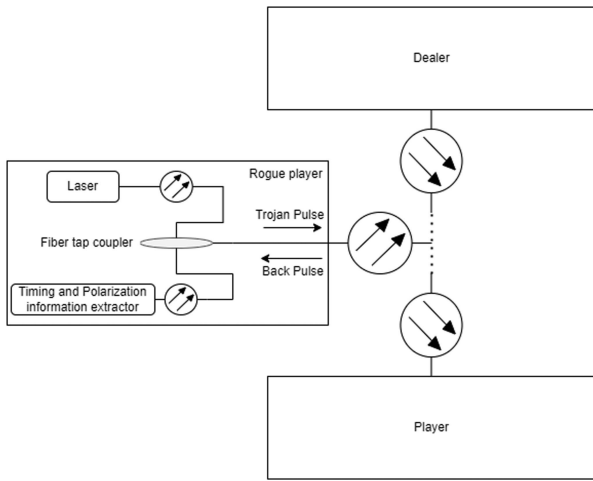 Dealer
Rogue player
Laser
Trojan Pulse
Fiber tap coupler
Back Pulse
Timing and Polarization
information extractor
Player